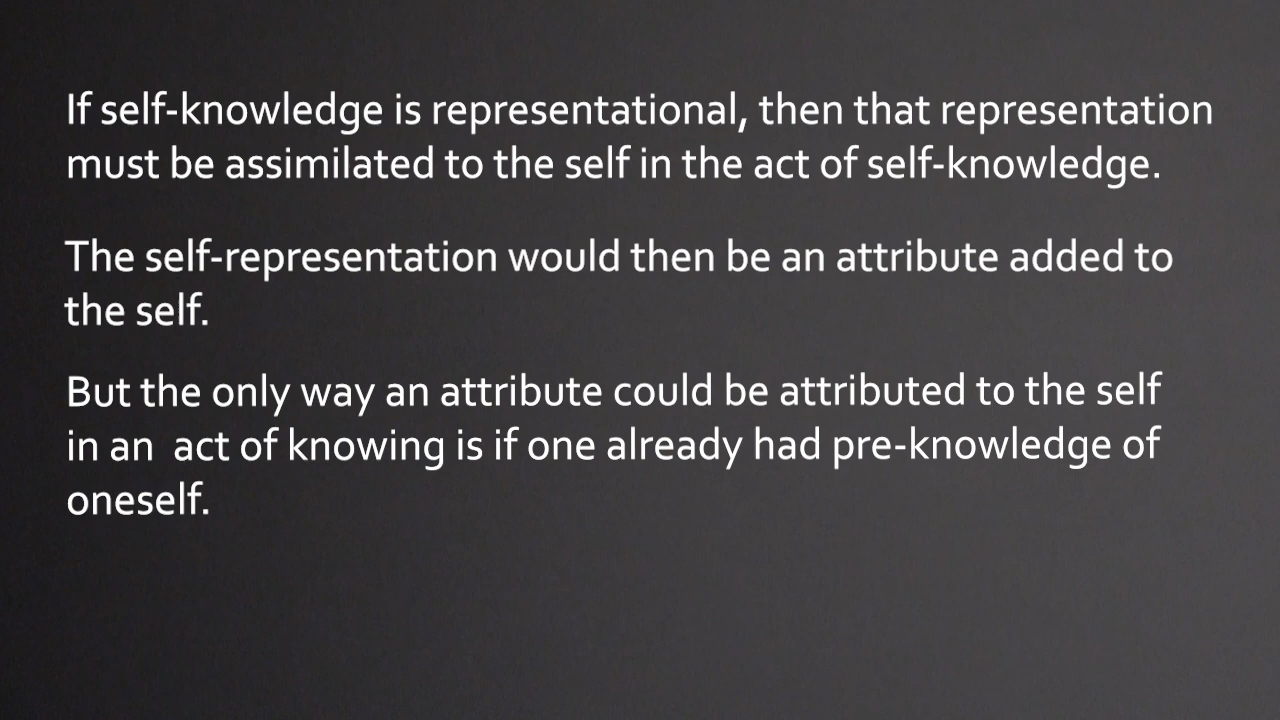 If self-knowledge is representational, then that representation
must be assimilated to the self in the act of self-knowledge.
The self-representation would then be an attribute added to
the self.
But the only way an attribute could be attributed to the self
in an  act of knowing is if one already had pre-knowledge of
oneself.